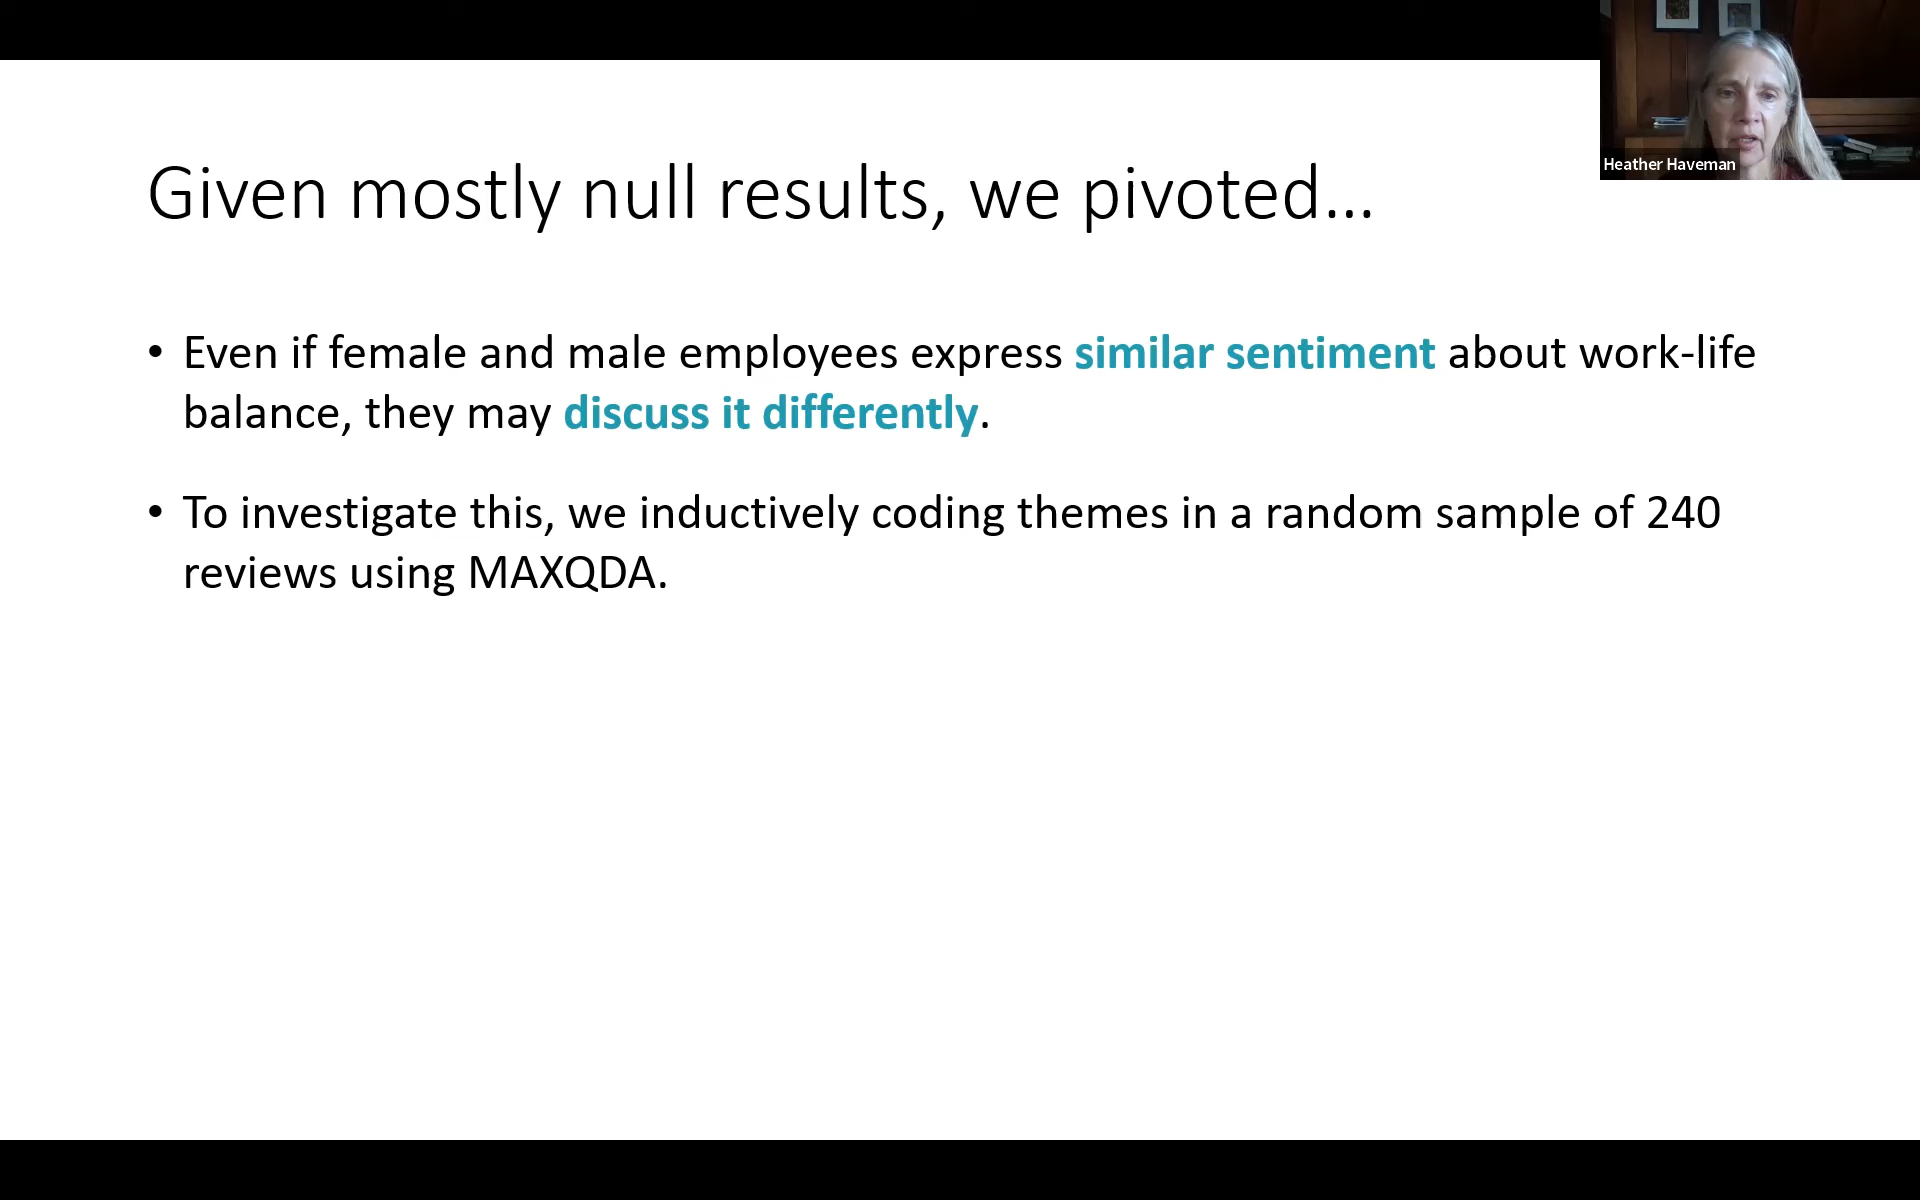 Heather Haveman
Given mostly null results, we pivoted...
• Even if female and male employees express similar sentiment about work-life
balance, they may discuss it differently.
• To investigate this, we inductively coding themes in a random sample of 240
reviews using MAXQDA.